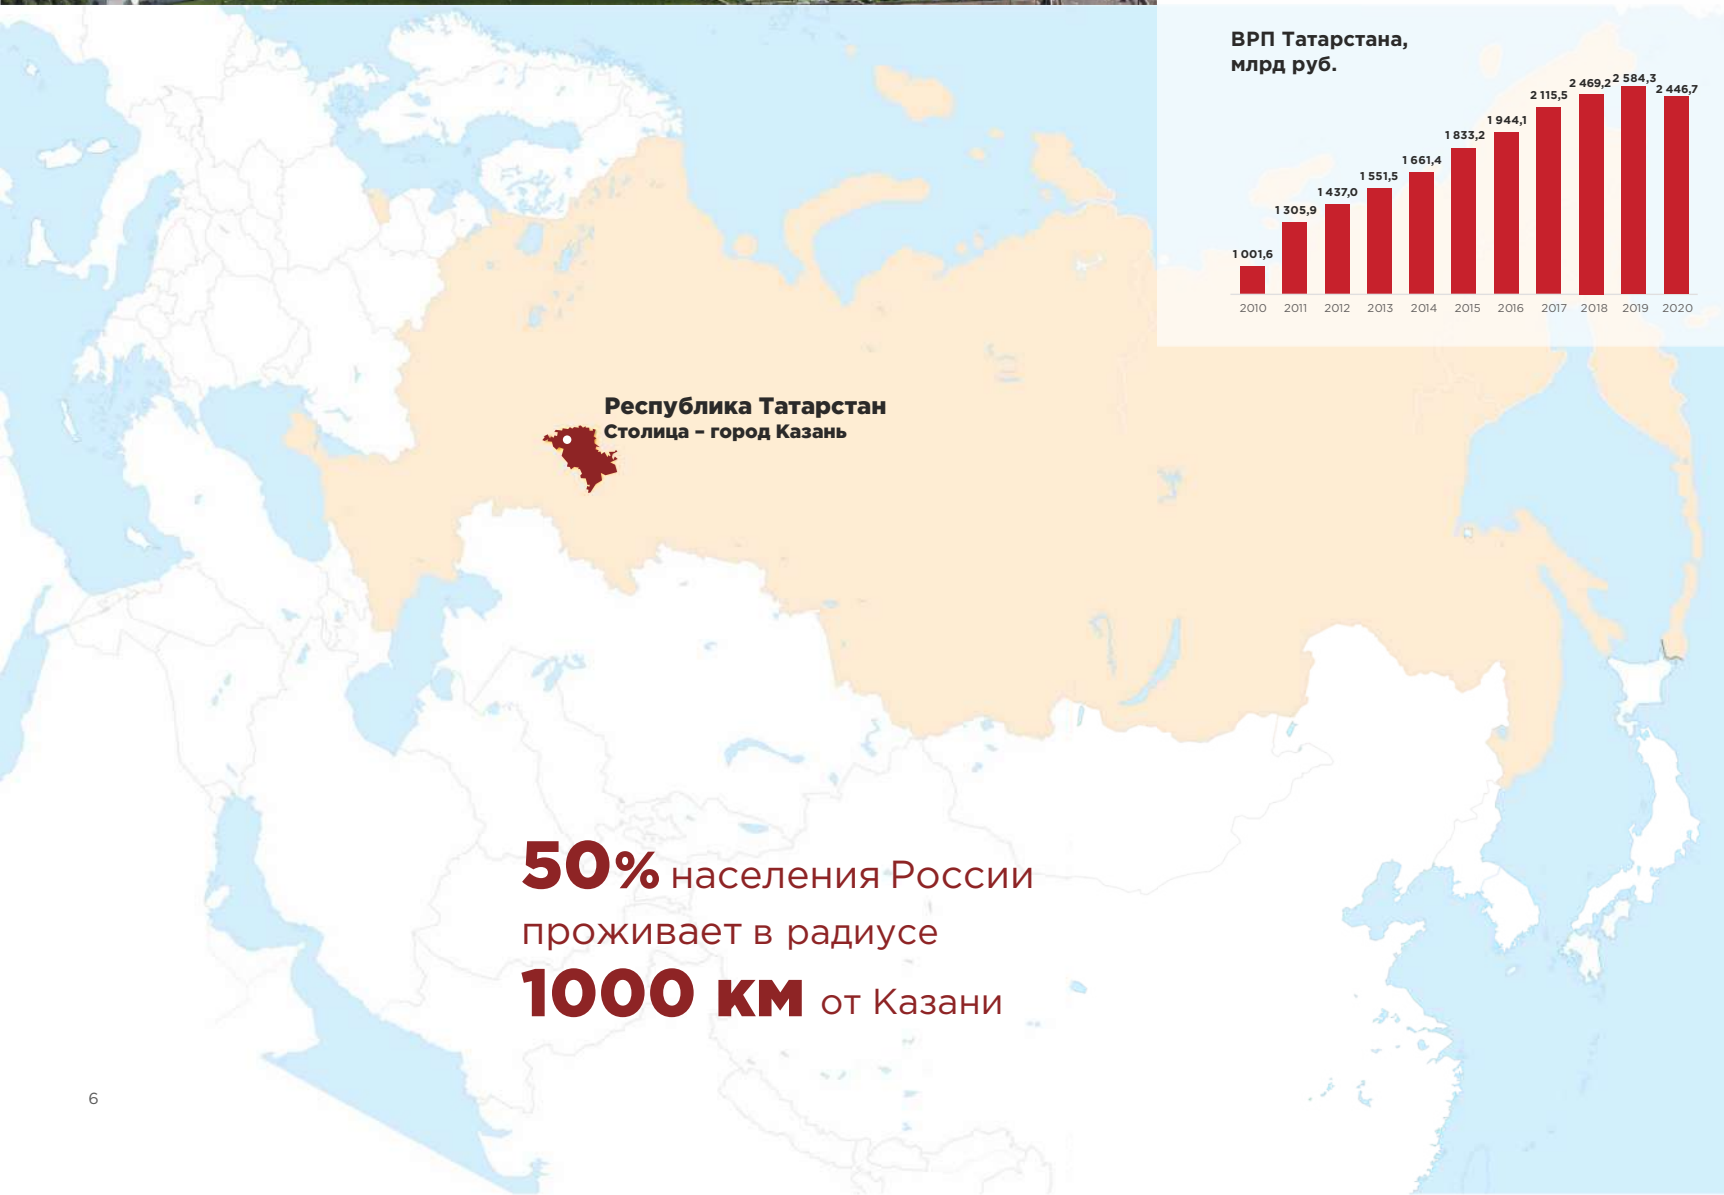 ВРП Татарстана,
млрд руб.
1 001,6
1 305,9
1 437,0
1 551,5
1 661,4
1 833,2
1 944,1
2 115,5
2 469,2
2 584,3
2 446,7
2010 2011 2012 2013 2014 2015 2016 2017 2018 2019 2020
Республика Татарстан
Столица – город Казань
50% населения России
проживает в радиусе
1000 км от Казани
6